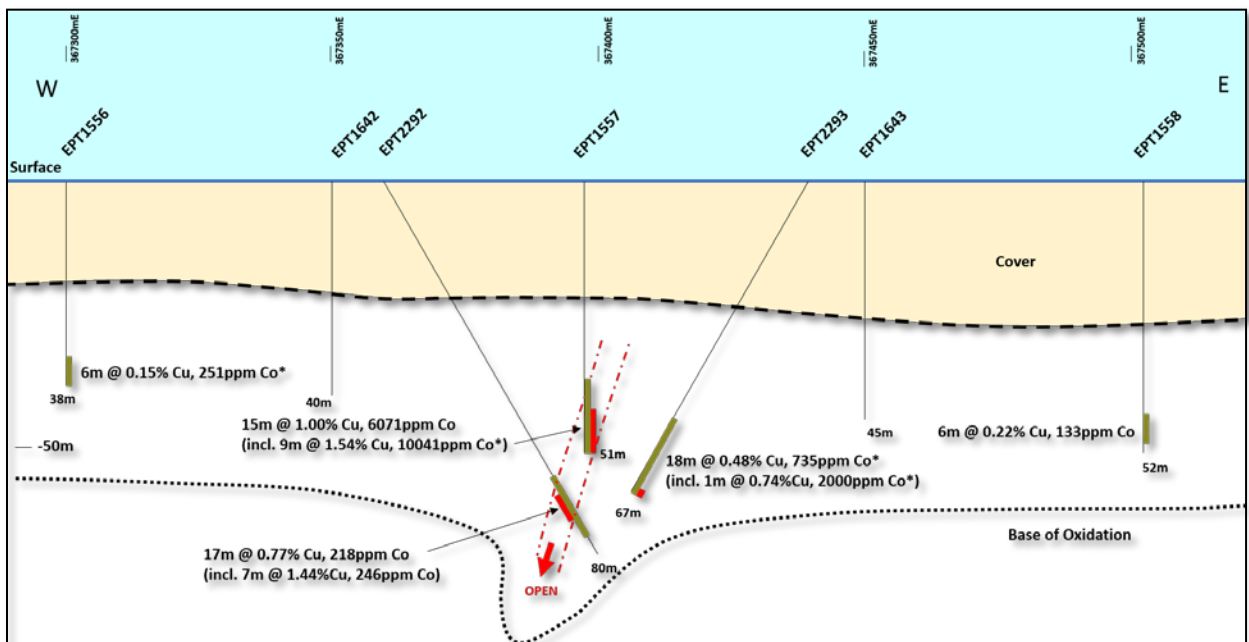 367300mE
367350mE
367400mE
367450mE
367500mE
W
E
EPT1556
EPT1642
EPT2292
EPT1557
EPT2293
EPT1643
EPT1558
Surface
Cover
6m @ 0.15% Cu, 251ppm Co*
38m
40m
15m @ 1.00% Cu, 6071ppm Co
(incl. 9m @ 1.54% Cu, 10041ppm Co*)
51m
45m
6m @ 0.22% Cu, 133ppm Co
52m
-50m
18m @ 0.48% Cu, 735ppm Co*
(incl. 1m @ 0.74%Cu, 2000ppm Co*)
67m
Base of Oxidation
17m @ 0.77% Cu, 218ppm Co
(incl. 7m @ 1.44%Cu, 246ppm Co)
80m
OPEN